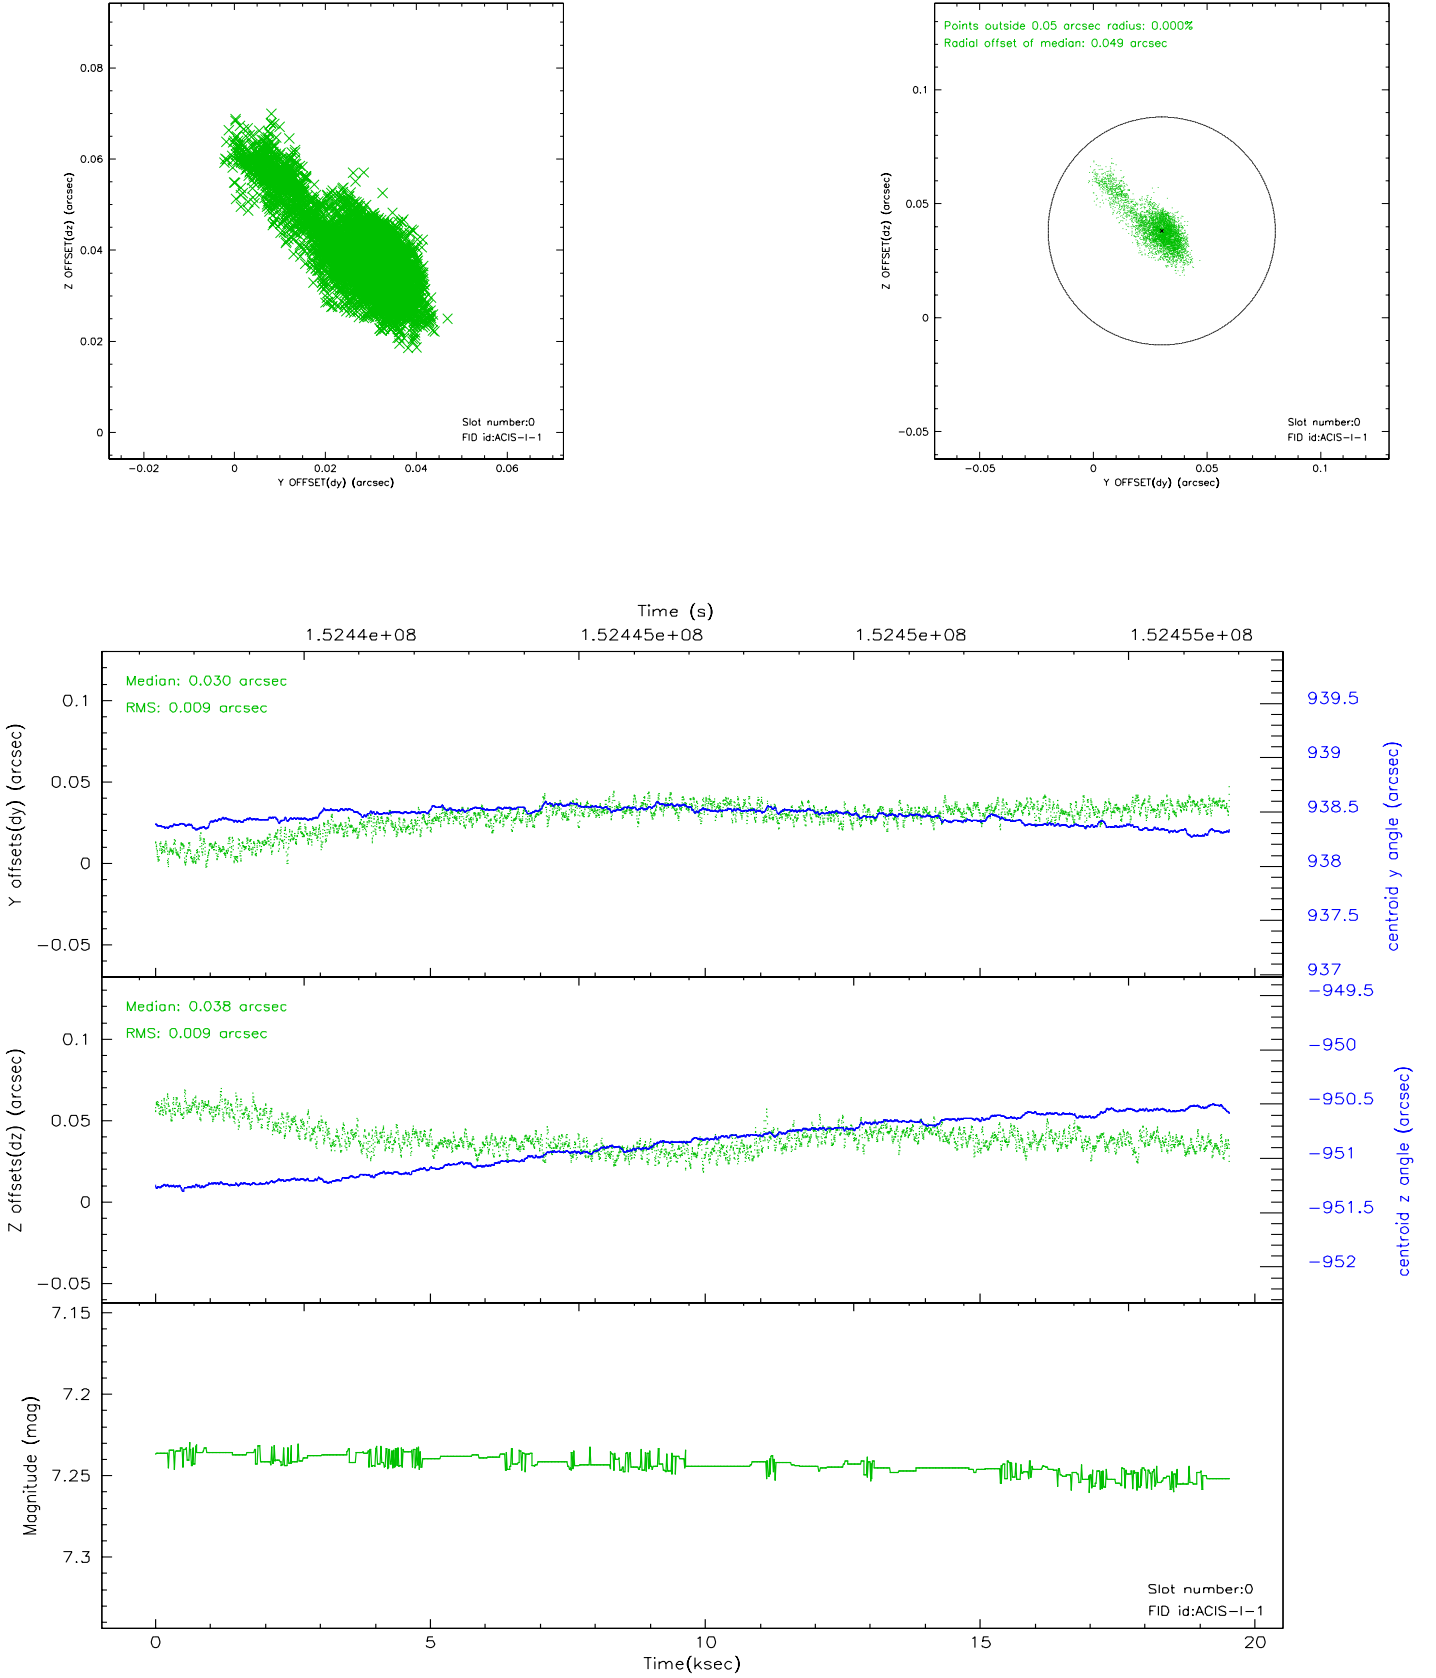 0.08
0.06
0.04
0.02
0
Z OFFSET(dz) (arcsec)
Slot number:0
FID id:ACIS-I-1
-0.02 0 0.02 0.04 0.06
Y OFFSET(dy) (arcsec)
Points outside 0.05 arcsec radius: 0.000%
Radial offset of median: 0.049 arcsec
0.1
0.05
0
-0.05
Z OFFSET(dz) (arcsec)
Slot number:0
FID id:ACIS-I-1
-0.05 0 0.05 0.1
Y OFFSET(dy) (arcsec)
Time (s)
1.5244e+08 1.52445e+08 1.5245e+08 1.52455e+08
Median: 0.030 arcsec
RMS: 0.009 arcsec
0.1
0.05
0
-0.05
Y offsets(dy) (arcsec)
939.5
939
938.5
938
937.5
937
centroid y angle (arcsec)
Median: 0.038 arcsec
RMS: 0.009 arcsec
0.1
0.05
0
-0.05
Z offsets(dz) (arcsec)
-949.5
-950
-950.5
-951
-951.5
-952
centroid z angle (arcsec)
7.15
7.2
7.25
7.3
Magnitude (mag)
Slot number:0
FID id:ACIS-I-1
0 5 10 15 20
Time(ksec)